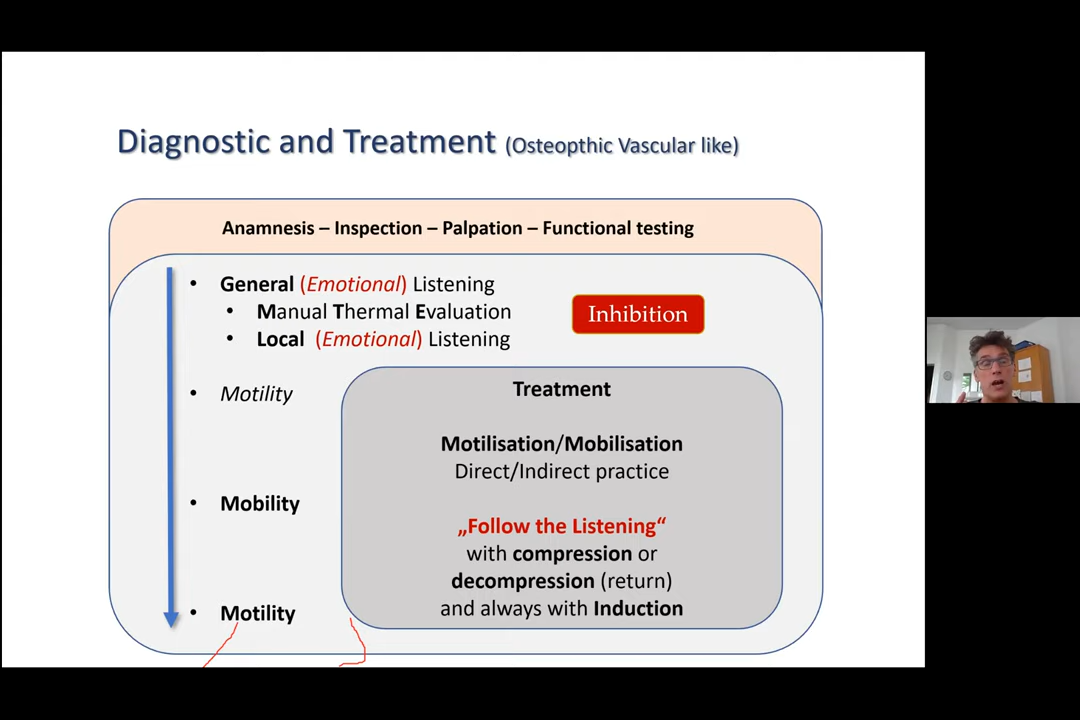 Diagnostic and Treatment (Osteopthic Vascular like)
Anamnesis – Inspection – Palpation – Functional testing
• General (Emotional) Listening
• Manual Thermal Evaluation
• Local (Emotional) Listening
Inhibition
• Motility
• Mobility
• Motility
Treatment
Motilisation/Mobilisation
Direct/Indirect practice
„Follow the Listening“
with compression or
decompression (return)
and always with Induction